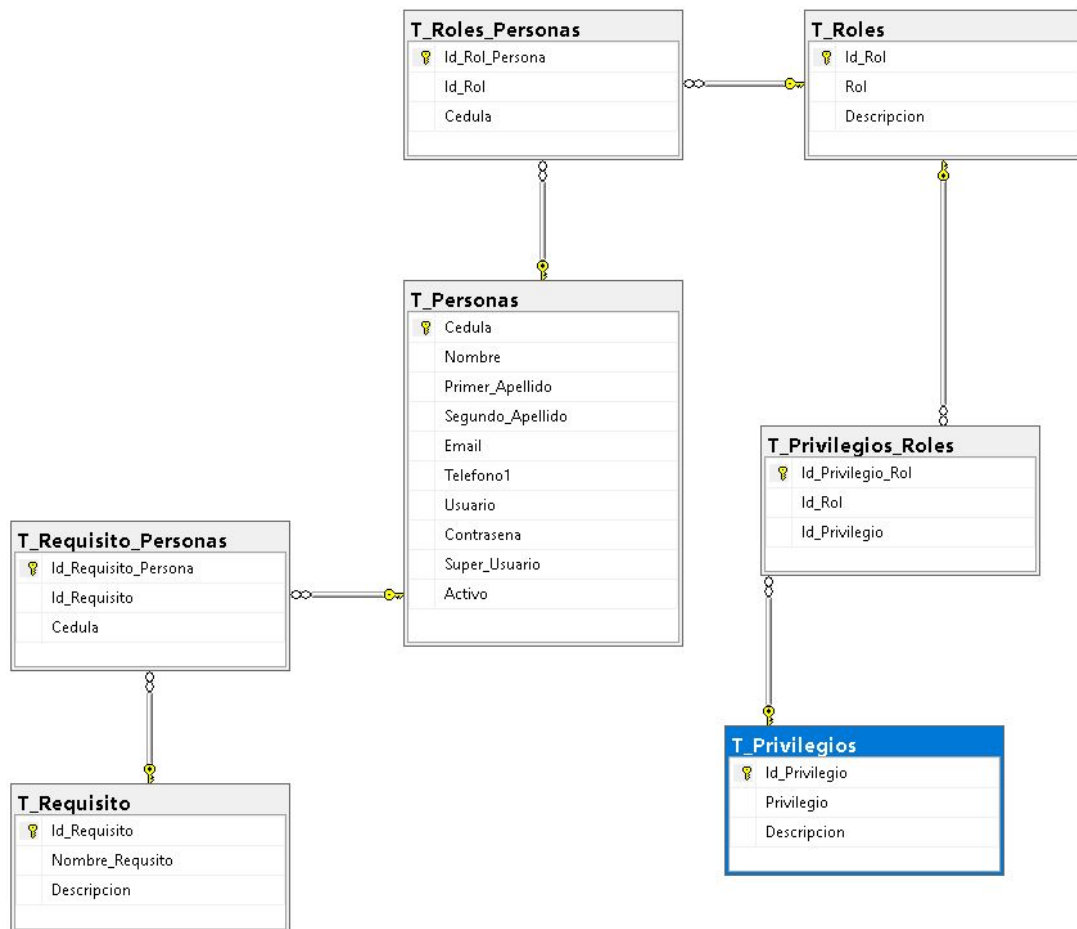 T_Roles_Personas
Id_Rol_Persona
Id_Rol
Cedula
T_Roles
Id_Rol
Rol
Descripcion
T_Personas
Cedula
Nombre
Primer_Apellido
Segundo_Apellido
Email
Telefono1
Usuario
Contrasena
Super_Usuario
Activo
T_Privilegios_Roles
Id_Privilegio_Rol
Id_Rol
Id_Privilegio
T_Requisito_Personas
Id_Requisito_Persona
Id_Requisito
Cedula
T_Privilegios
Id_Privilegio
Privilegio
Descripcion
T_Requisito
Id_Requisito
Nombre_Requsito
Descripcion